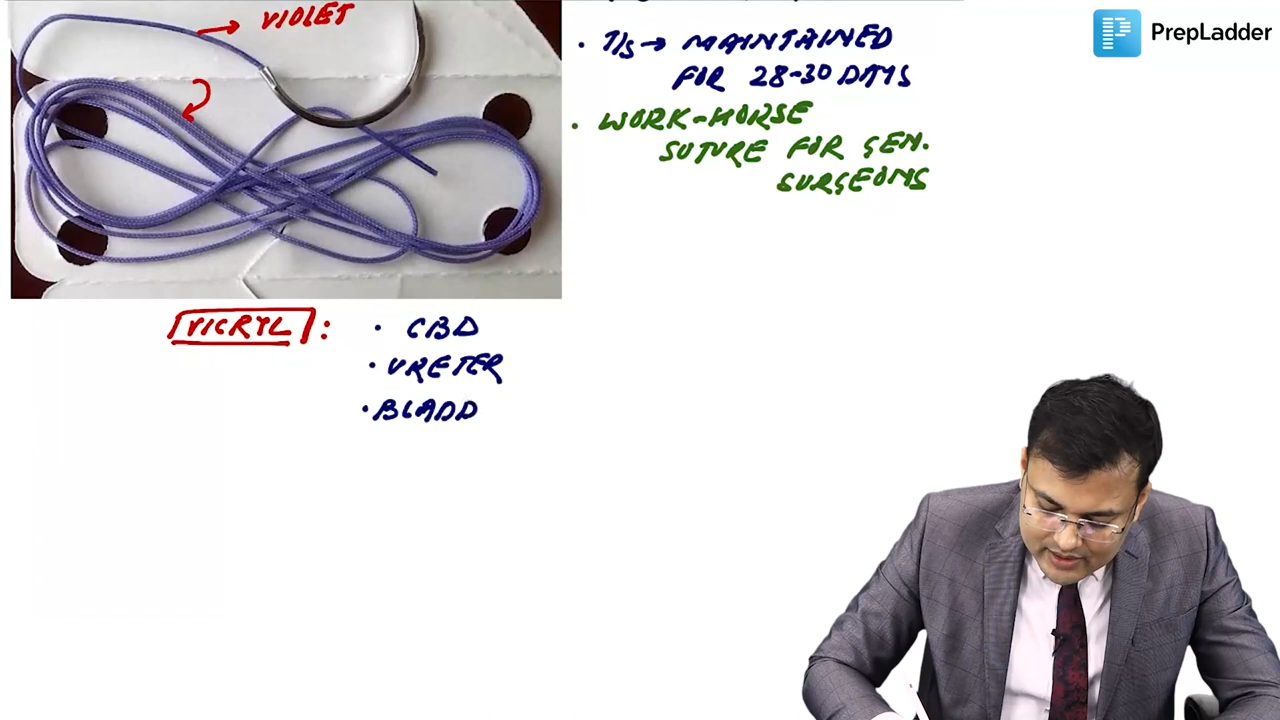 VIOLET
• T/S → MAINTAINED
FOR 28-30 DAYS
• WORK-HORSE
SUTURE FOR GEN.
SURGEONS
PrepLadder
VICRYL :
• CBD
• URETER
• BLADD